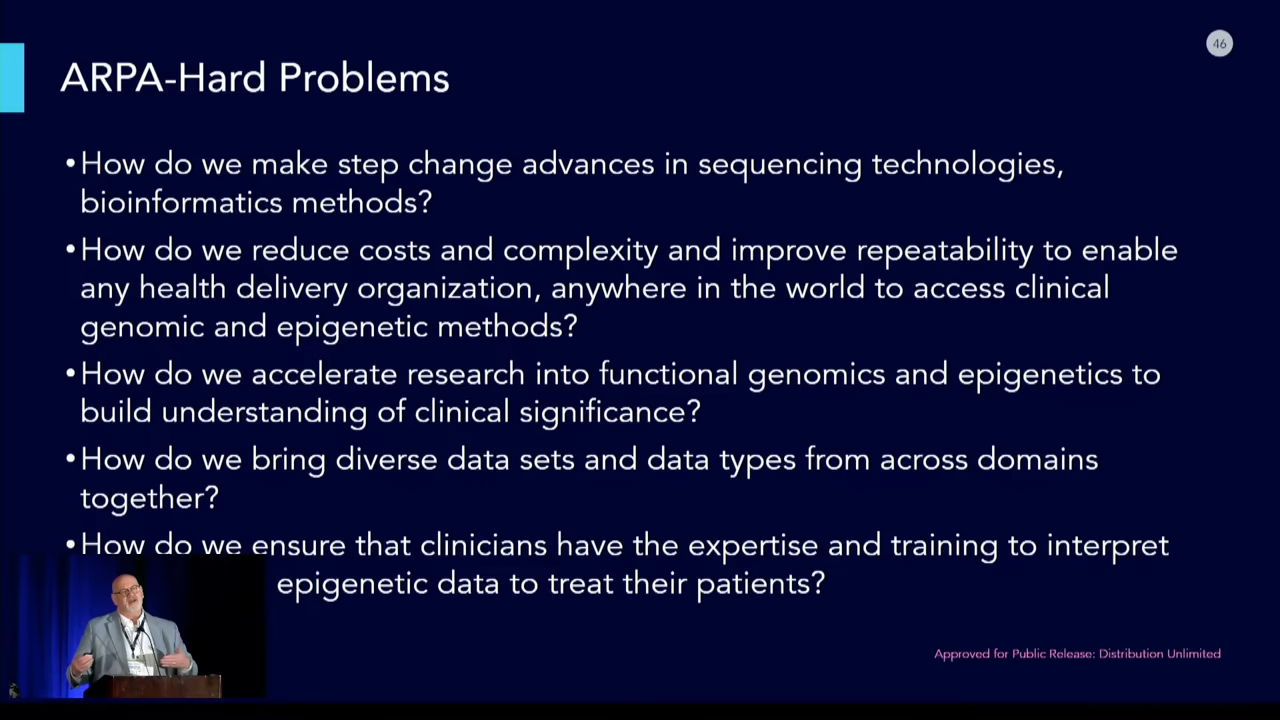 46
ARPA-Hard Problems
•How do we make step change advances in sequencing technologies,
bioinformatics methods?
•How do we reduce costs and complexity and improve repeatability to enable
any health delivery organization, anywhere in the world to access clinical
genomic and epigenetic methods?
•How do we accelerate research into functional genomics and epigenetics to
build understanding of clinical significance?
•How do we bring diverse data sets and data types from across domains
together?
•How do we ensure that clinicians have the expertise and training to interpret
epigenetic data to treat their patients?
Approved for Public Release: Distribution Unlimited